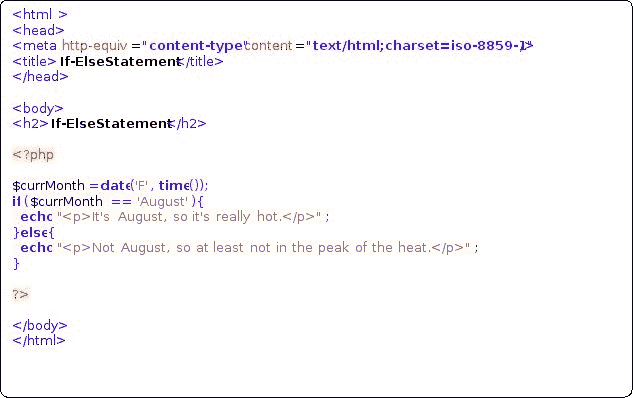 <html >
<head>
<meta http-equiv ="content-type" content ="text/html;charset=iso-8859-1" />
<title> If-ElseStatement </title>
</head>
<body>
<h2> If-ElseStatement </h2>
<?php
$currMonth =date('F', time());
if ( $currMonth == 'August' ){
echo "<p>It's August, so it's really hot.</p>" ;
}else{
echo "<p>Not August, so at least not in the peak of the heat.</p>" ;
}
?>
</body>
</html>